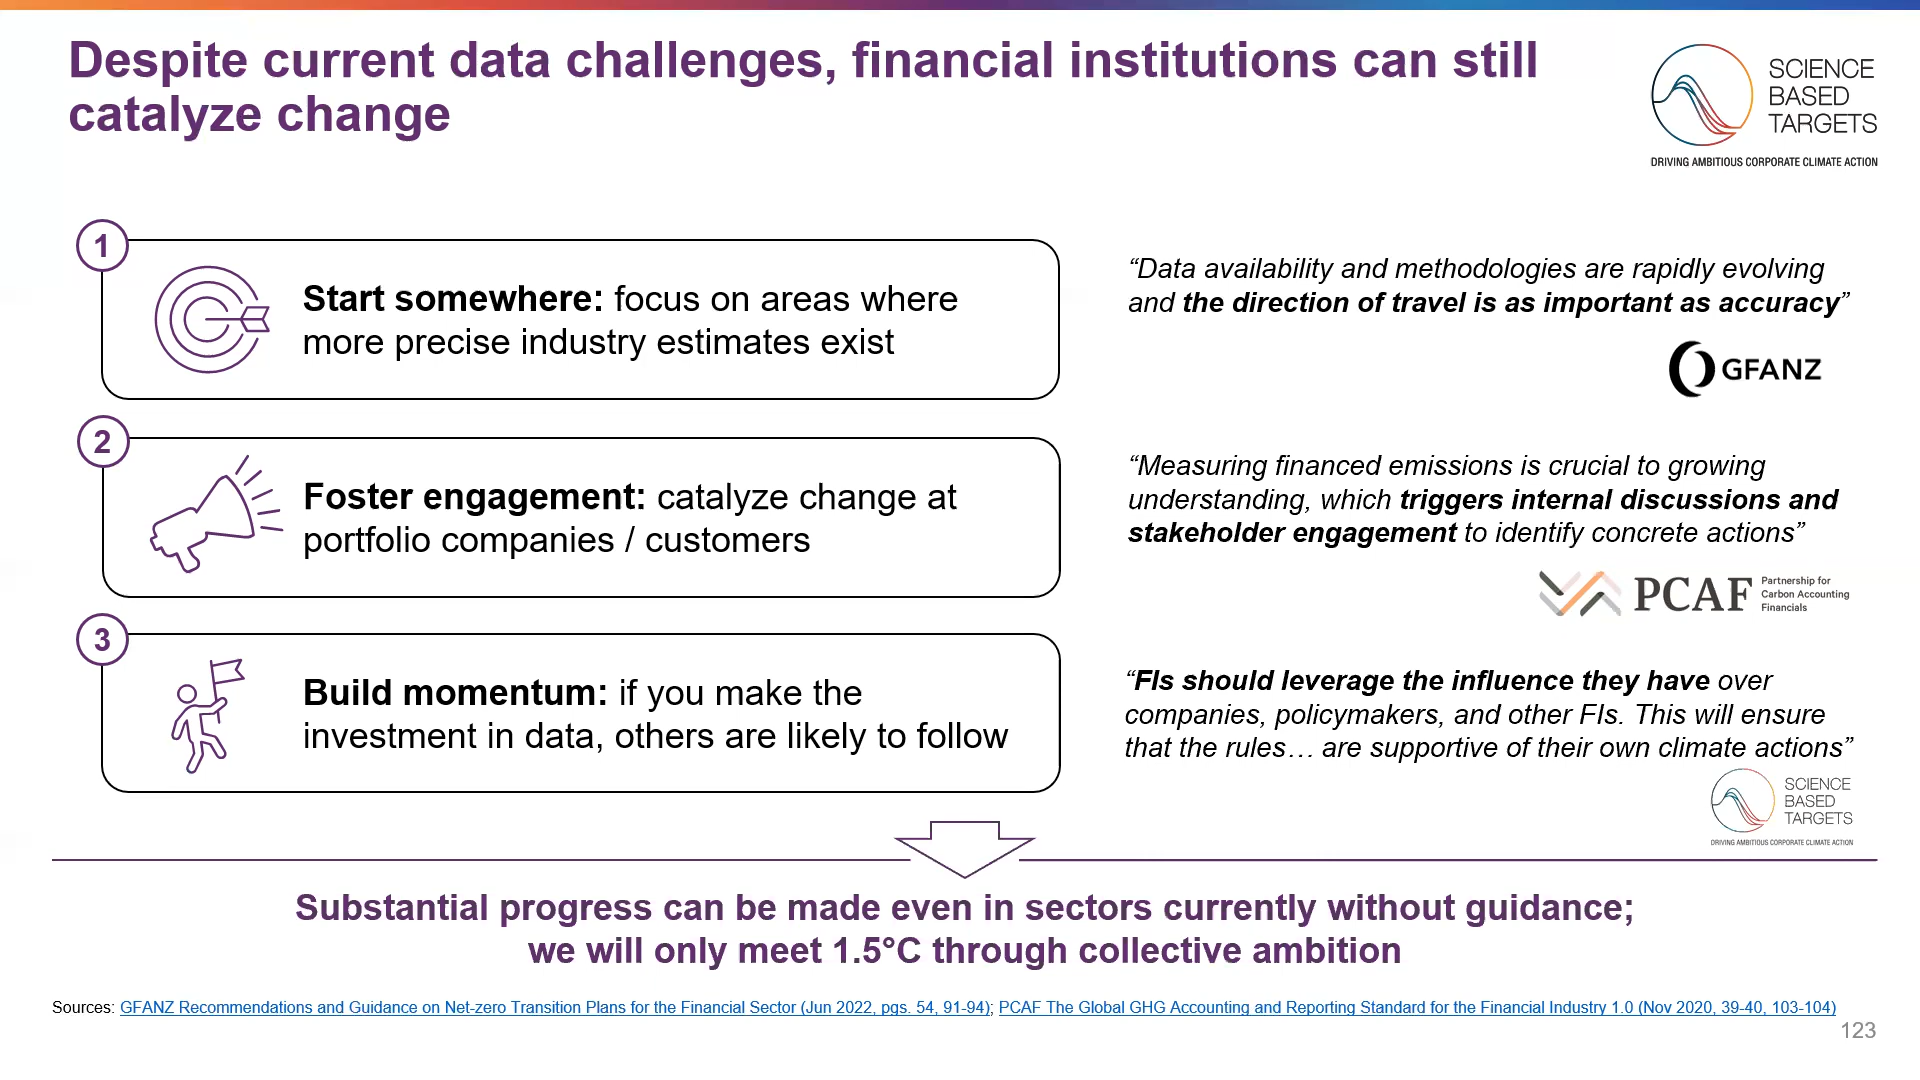 Despite current data challenges, financial institutions can still
catalyze change
SCIENCE
BASED
TARGETS
DRIVING AMBITIOUS CORPORATE CLIMATE ACTION
1
Start somewhere: focus on areas where
more precise industry estimates exist
“Data availability and methodologies are rapidly evolving
and the direction of travel is as important as accuracy”
GFANZ
2
Foster engagement: catalyze change at
portfolio companies / customers
“Measuring financed emissions is crucial to growing
understanding, which triggers internal discussions and
stakeholder engagement to identify concrete actions”
PCAF
Partnership for
Carbon Accounting
Financials
3
Build momentum: if you make the
investment in data, others are likely to follow
“FIs should leverage the influence they have over
companies, policymakers, and other FIs. This will ensure
that the rules… are supportive of their own climate actions”
SCIENCE
BASED
TARGETS
DRIVING AMBITIOUS CORPORATE CLIMATE ACTION
Substantial progress can be made even in sectors currently without guidance;
we will only meet 1.5°C through collective ambition
Sources: GFANZ Recommendations and Guidance on Net-zero Transition Plans for the Financial Sector (Jun 2022, pgs. 54, 91-94); PCAF The Global GHG Accounting and Reporting Standard for the Financial Industry 1.0 (Nov 2020, 39-40, 103-104)
123